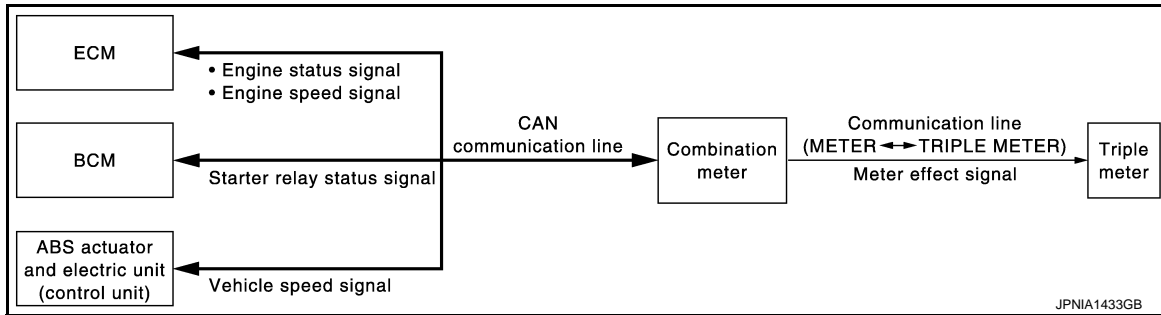 ECM
• Engine status signal
• Engine speed signal
BCM
Starter relay status signal
ABS actuator
and electric unit
(control unit)
Vehicle speed signal
CAN
communication line
Combination
meter
Communication line
(METER ↔ TRIPLE METER)
Meter effect signal
Triple
meter
JPNIA1433GB